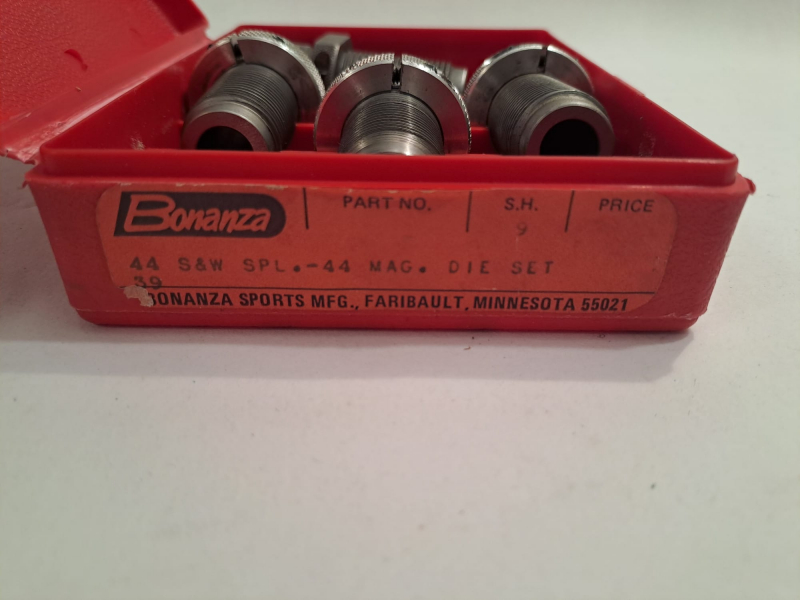 Bonanza PART NO. S.H. PRICE
9
44 S&W SPL.-44 MAG. DIE SET
39
BONANZA SPORTS MFG., FARIBAULT, MINNESOTA 55021